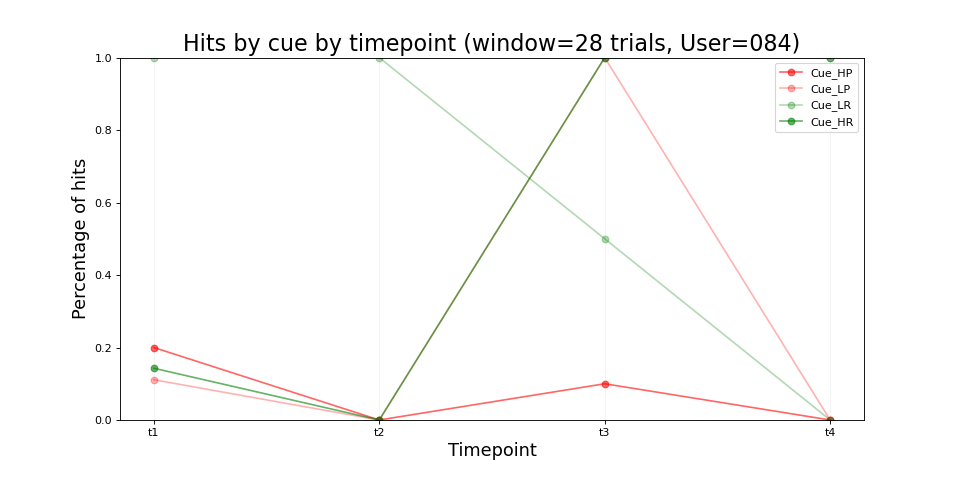 Hits by cue by timepoint (window=28 trials, User=084)
1.0
0.8
0.6
0.4
0.2
0.0
Percentage of hits
Cue_HP
Cue_LP
Cue_LR
Cue_HR
t1 t2 t3 t4
Timepoint